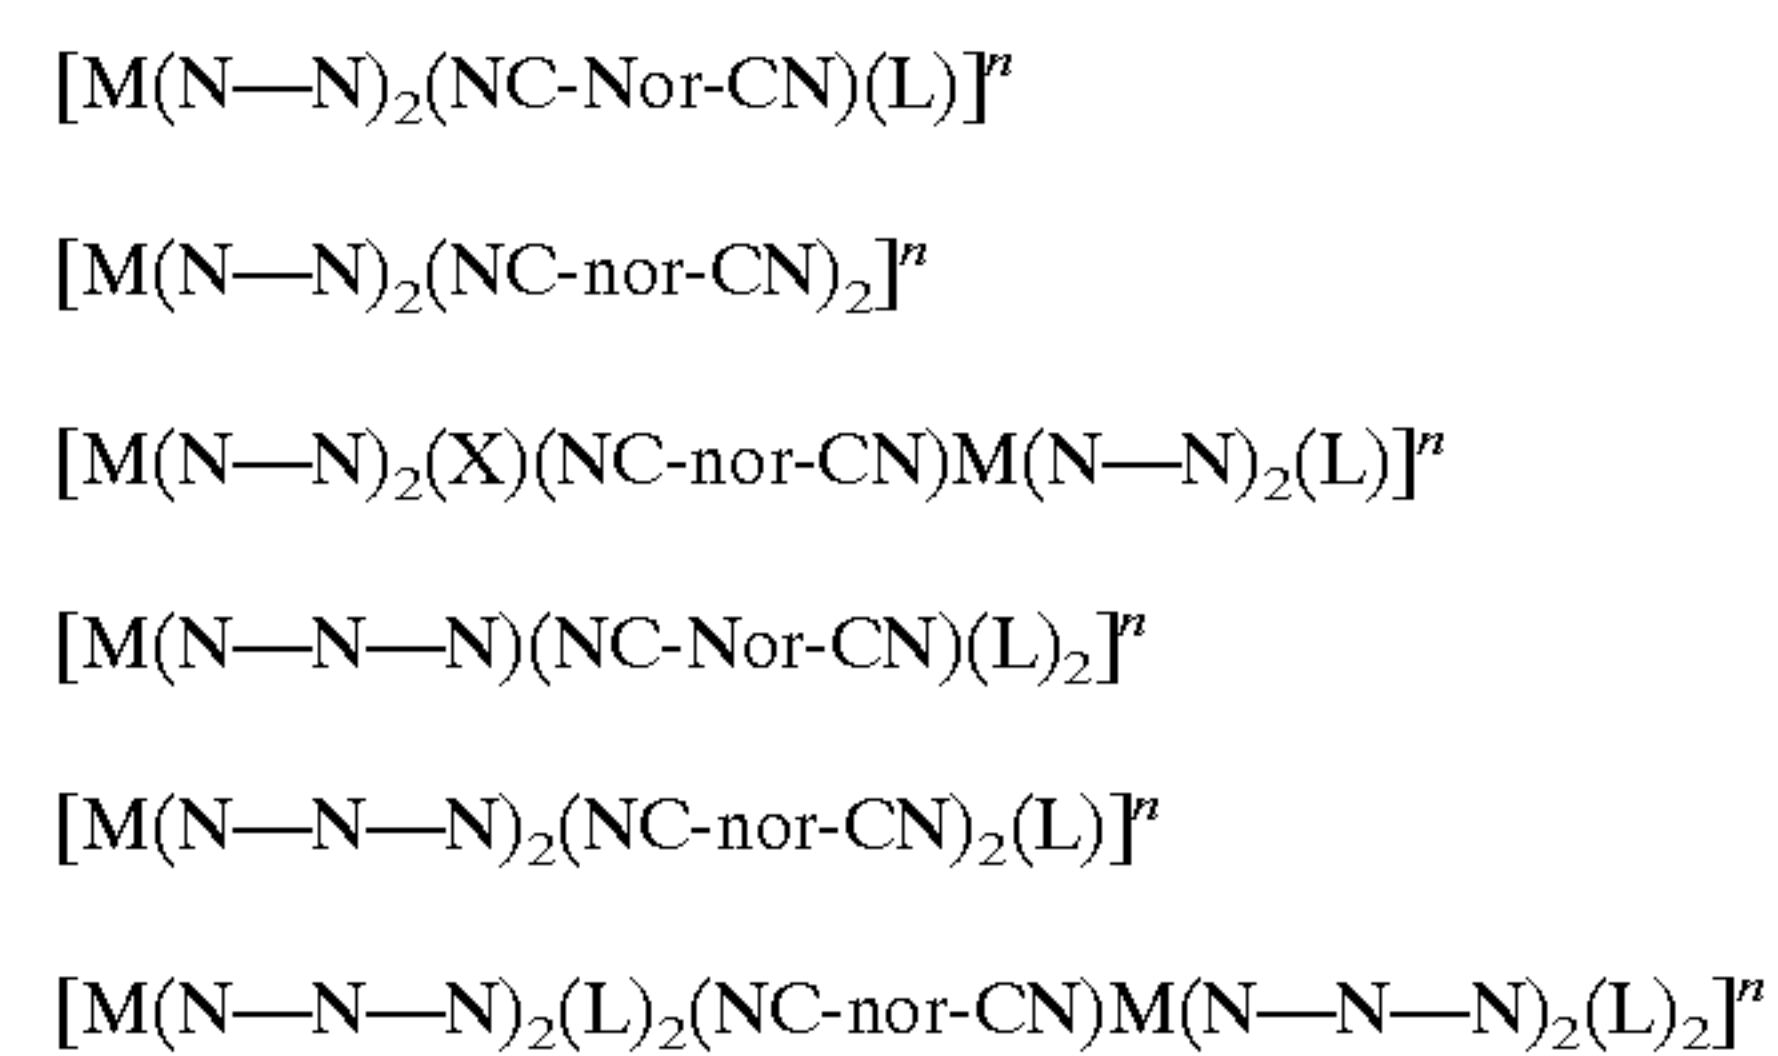 [M(N—N)₂(NC-Nor-CN)(L)]ⁿ
[M(N—N)₂(NC-nor-CN)₂]ⁿ
[M(N—N)₂(X)(NC-nor-CN)M(N—N)₂(L)]ⁿ
[M(N—N—N)(NC-Nor-CN)(L)₂]ⁿ
[M(N—N—N)₂(NC-nor-CN)₂(L)]ⁿ
[M(N—N—N)₂(L)₂(NC-nor-CN)M(N—N—N)₂(L)₂]ⁿ